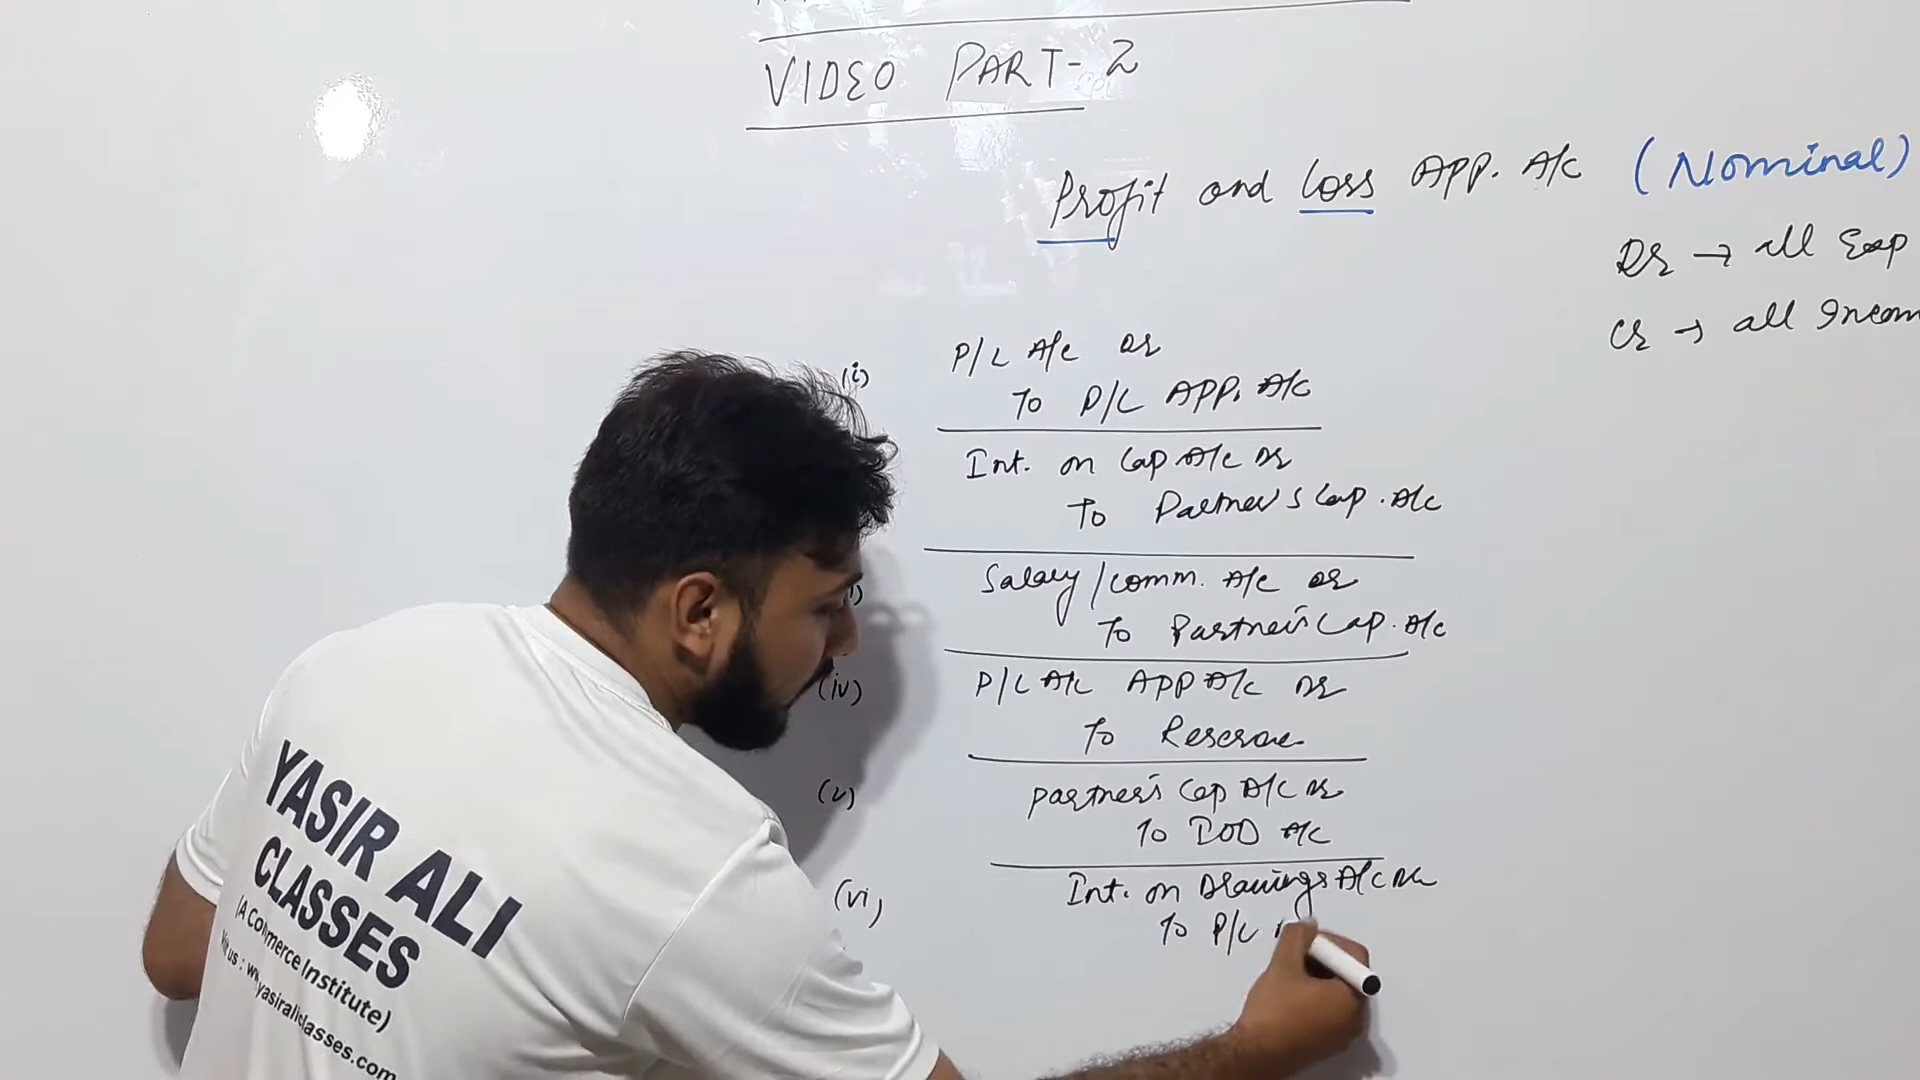 VIDEO PART-2
Profit and Loss APP. A/c (Nominal)
Dr → all Exp
Cr → all Incom
(i) P/L A/c Dr
To P/L APP. A/c
Int. on Cap A/c Dr
To Partner's Cap. A/c
Salary/comm. A/c Dr
To Partner's Cap. A/c
(iv) P/L A/c APP A/c Dr
To Reserve
(v) Partner's Cap A/c Dr
To IOD A/c
(vi) Int. on Drawings A/c Dr
To P/L
YASIR ALI
CLASSES
(A Commerce Institute)
Visit us : www.yasiraliclasses.com